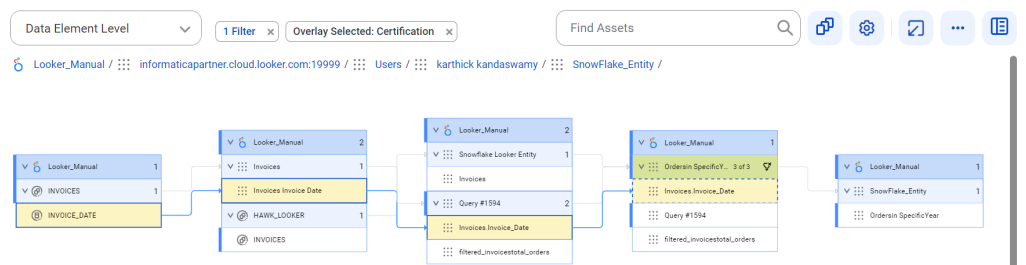 Data Element Level
1 Filter ×
Overlay Selected: Certification ×
Find Assets
Looker_Manual / informaticapartner.cloud.looker.com:19999 / Users / karthick kandaswamy / SnowFlake_Entity /
Looker_Manual 1
INVOICES 1
INVOICE_DATE
Looker_Manual 2
Invoices 1
Invoices Invoice Date
HAWK_LOOKER 1
INVOICES
Looker_Manual 2
Snowflake Looker Entity 1
Invoices
Query #1594 2
Invoices.Invoice_Date
filtered_invoicestotal_orders
Looker_Manual 1
Ordersin SpecificY... 3 of 3
Invoices.Invoice_Date
Query #1594
filtered_invoicestotal_orders
Looker_Manual 1
SnowFlake_Entity 1
Ordersin SpecificYear